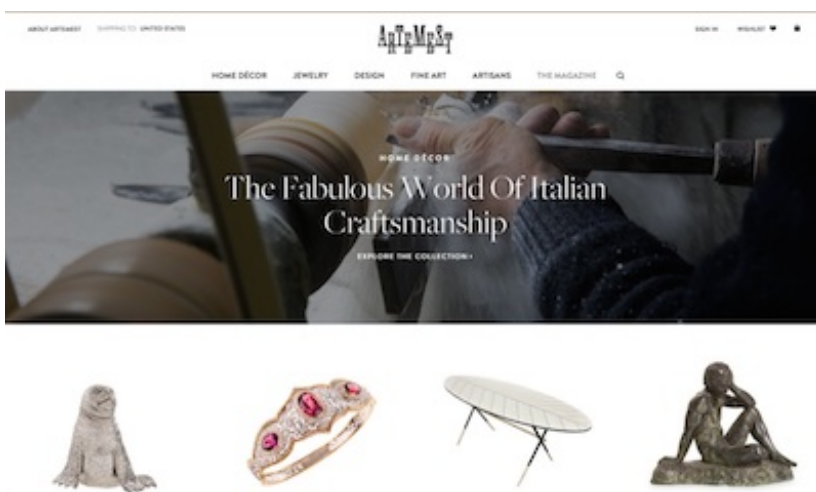 ABOUT ARTEMEST
SHIPPING TO: UNITED STATES
ARTEMEST
SIGN IN
WISHLIST
HOME DÉCOR
JEWELRY
DESIGN
FINE ART
ARTISANS
THE MAGAZINE
HOME DÉCOR
The Fabulous World Of Italian
Craftsmanship
EXPLORE THE COLLECTION ›